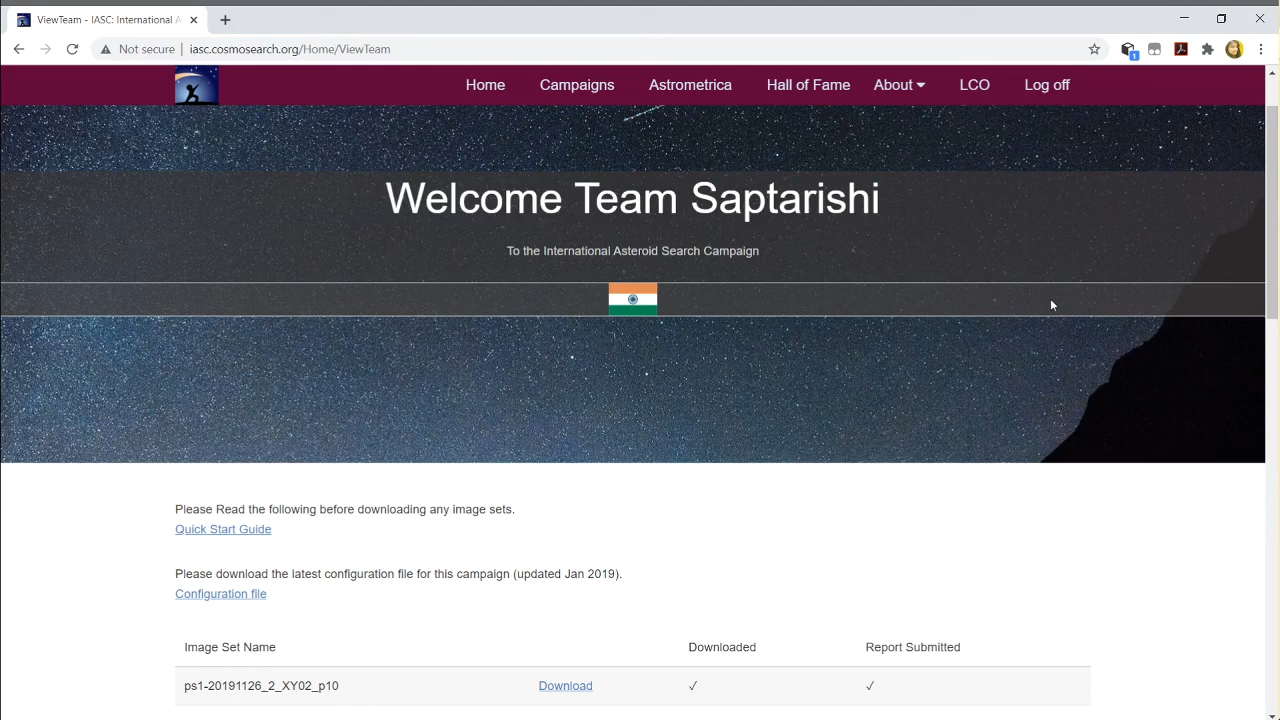 ViewTeam - IASC: International A
Not secure | iasc.cosmosearch.org/Home/ViewTeam
1
Home Campaigns Astrometrica Hall of Fame About LCO Log off
Welcome Team Saptarishi
To the International Asteroid Search Campaign
Please Read the following before downloading any image sets.
Quick Start Guide
Please download the latest configuration file for this campaign (updated Jan 2019).
Configuration file
Image Set Name Downloaded Report Submitted
ps1-20191126_2_XY02_p10 Download ✓ ✓